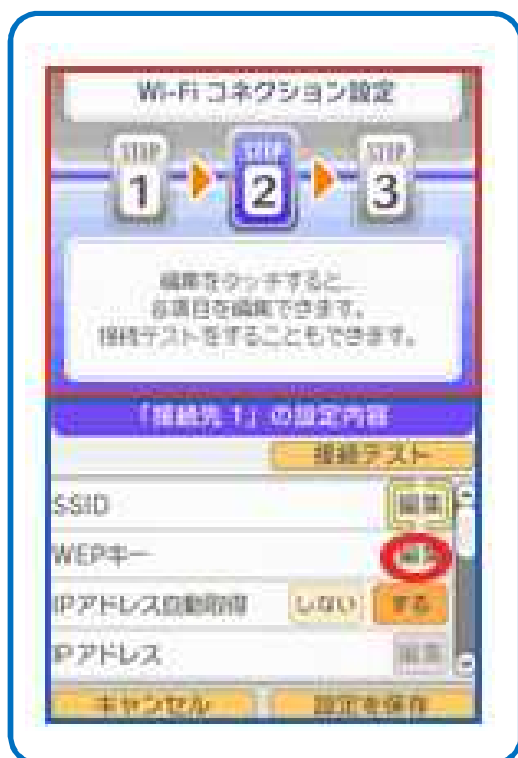 Wi-Fi コネクション設定
STEP 1
STEP 2
STEP 3
編集をタッチすると、
各項目を編集できます。
接続テストをすることもできます。
「接続先 1」の設定内容
接続テスト
SSID 編集
WEPキー 編集
IPアドレス自動取得 しない する
IPアドレス 編集
キャンセル 設定を保存